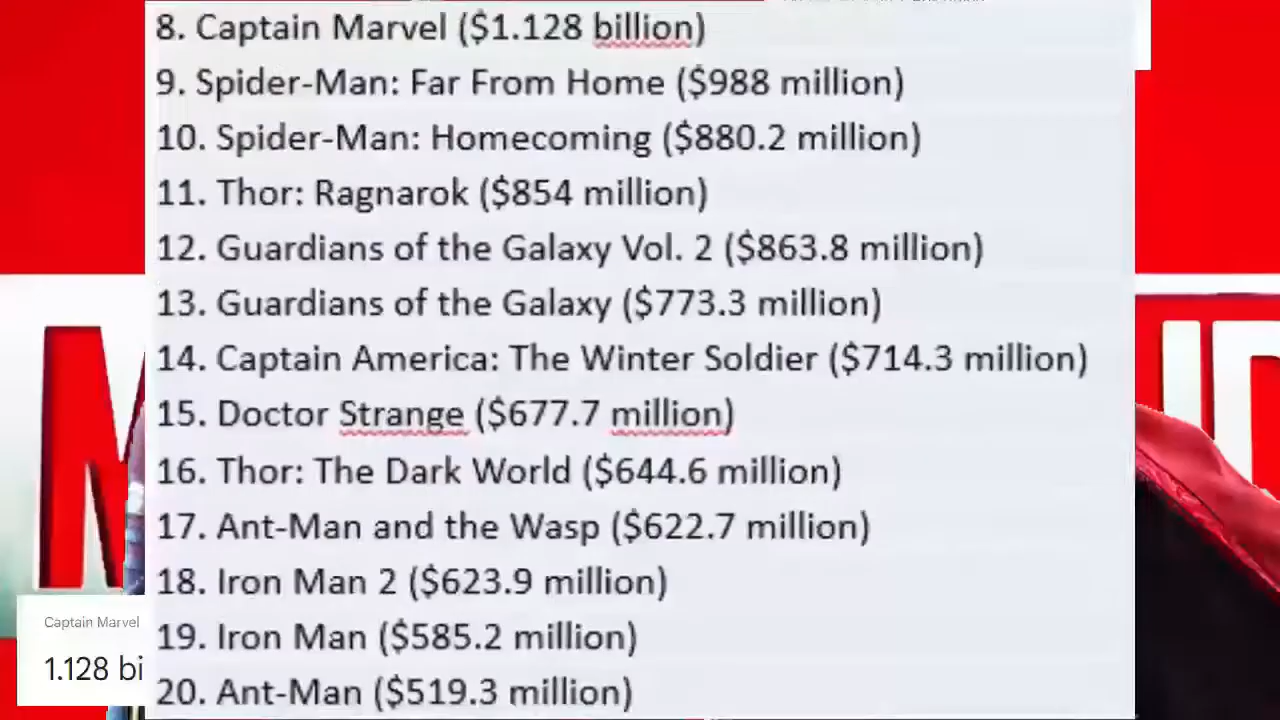 8. Captain Marvel ($1.128 billion)
9. Spider-Man: Far From Home ($988 million)
10. Spider-Man: Homecoming ($880.2 million)
11. Thor: Ragnarok ($854 million)
12. Guardians of the Galaxy Vol. 2 ($863.8 million)
13. Guardians of the Galaxy ($773.3 million)
14. Captain America: The Winter Soldier ($714.3 million)
15. Doctor Strange ($677.7 million)
16. Thor: The Dark World ($644.6 million)
17. Ant-Man and the Wasp ($622.7 million)
18. Iron Man 2 ($623.9 million)
19. Iron Man ($585.2 million)
20. Ant-Man ($519.3 million)
Captain Marvel
1.128 bi